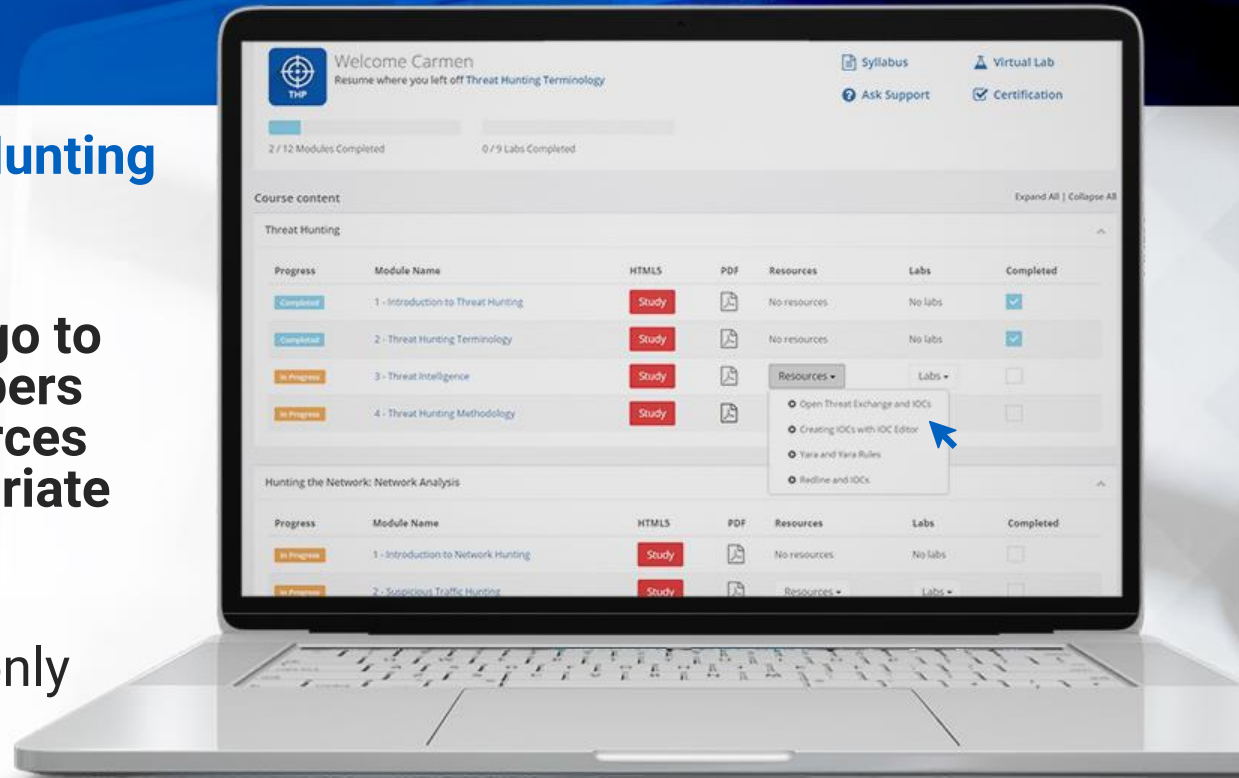 Hunting
go to
bers
rces
riate
only
THP
Welcome Carmen
Resume where you left off Threat Hunting Terminology
Syllabus
Virtual Lab
Ask Support
Certification
2 / 12 Modules Completed
0 / 9 Labs Completed
Course content
Expand All | Collapse All
Threat Hunting
Progress Module Name HTML5 PDF Resources Labs Completed
Completed 1 - Introduction to Threat Hunting Study No resources No labs
Completed 2 - Threat Hunting Terminology Study No resources No labs
In Progress 3 - Threat Intelligence Study Resources Labs
In Progress 4 - Threat Hunting Methodology Study
Open Threat Exchange and IOCs
Creating IOCs with IOC Editor
Yara and Yara Rules
Redline and IOCs
Hunting the Network: Network Analysis
Progress Module Name HTML5 PDF Resources Labs Completed
In Progress 1 - Introduction to Network Hunting Study No resources No labs
In Progress 2 - Suspicious Traffic Hunting Study Resources Labs